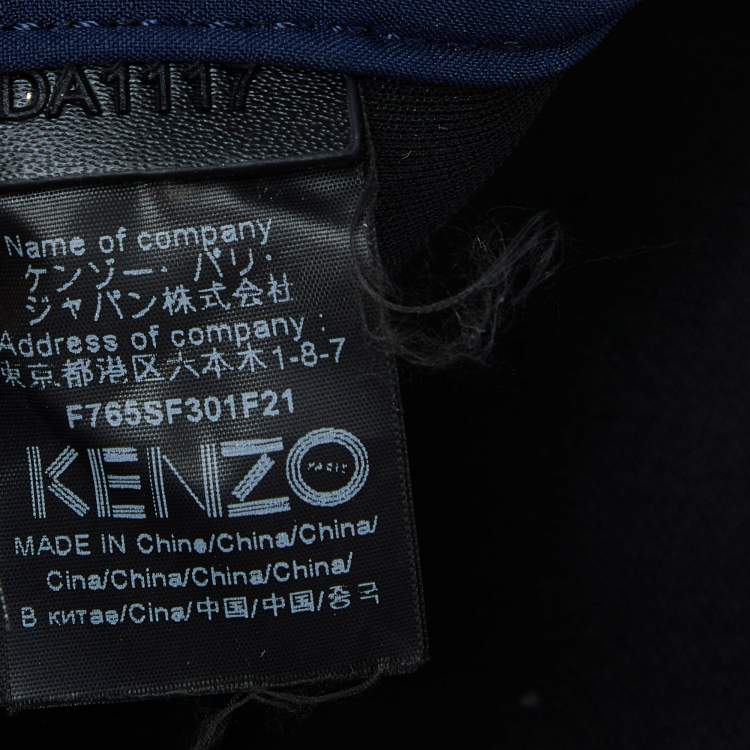 DA1117
Name of company
ケンゾー・パリ・
ジャパン株式会社
Address of company :
東京都港区六本木1-8-7
F765SF301F21
KENZO
PARIS
MADE IN Chine/China/China/
Cina/China/China/China/
В китае/Cina/中国/中国/중국